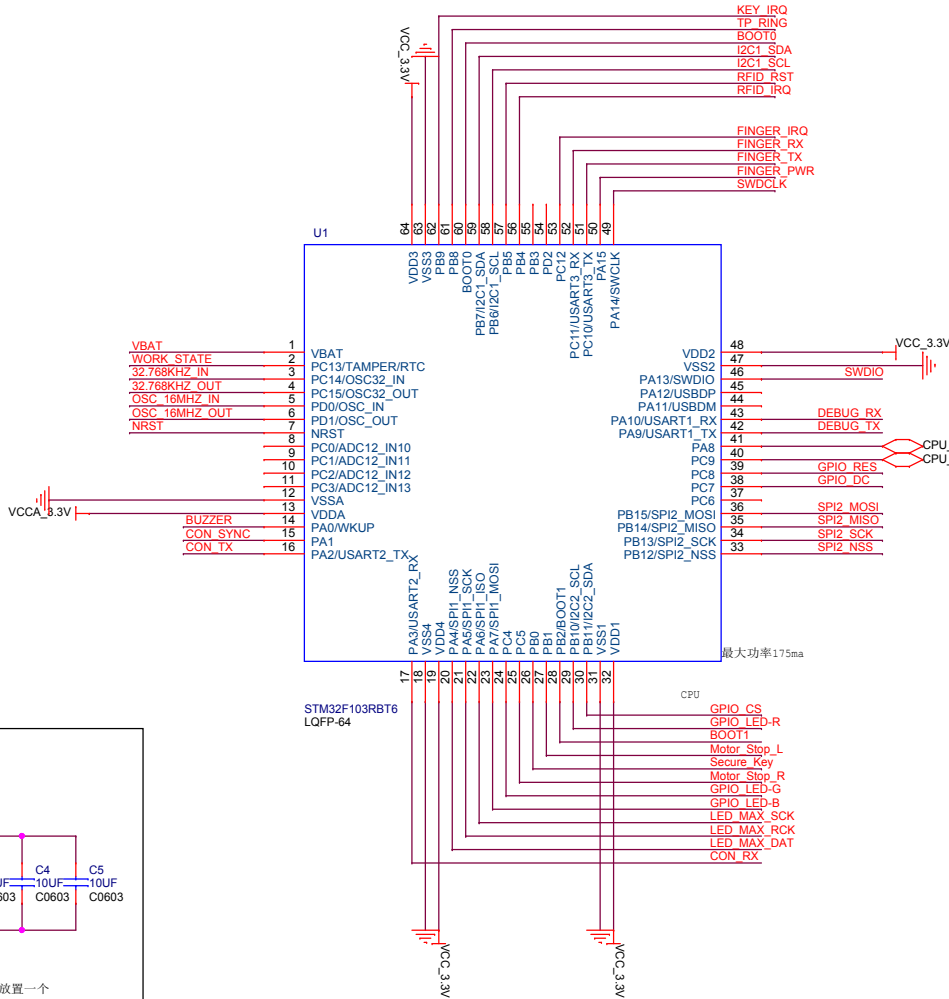 KEY_IRQ
TP_RING
BOOT0
I2C1_SDA
I2C1_SCL
RFID_RST
RFID_IRQ
VCC_3.3V
FINGER_IRQ
FINGER_RX
FINGER_TX
FINGER_PWR
SWDCLK
U1
64 63 62 61 60 59 58 57 56 55 54 53 52 51 50 49
VDD3
VSS3
PB9
PB8
BOOT0
PB7/I2C1_SDA
PB6/I2C1_SCL
PB5
PB4
PB3
PD2
PC12
PC11/USART3_RX
PC10/USART3_TX
PA15
PA14/SWCLK
VBAT 1 VBAT
WORK_STATE 2 PC13/TAMPER/RTC
32.768KHZ_IN 3 PC14/OSC32_IN
32.768KHZ_OUT 4 PC15/OSC32_OUT
OSC_16MHZ_IN 5 PD0/OSC_IN
OSC_16MHZ_OUT 6 PD1/OSC_OUT
NRST 7 NRST
8 PC0/ADC12_IN10
9 PC1/ADC12_IN11
10 PC2/ADC12_IN12
11 PC3/ADC12_IN13
12 VSSA
VCCA_3.3V 13 VDDA
BUZZER 14 PA0/WKUP
CON_SYNC 15 PA1
CON_TX 16 PA2/USART2_TX
VDD2 48 VCC_3.3V
VSS2 47
PA13/SWDIO 46 SWDIO
PA12/USBDP 45
PA11/USBDM 44
PA10/USART1_RX 43 DEBUG_RX
PA9/USART1_TX 42 DEBUG_TX
PA8 41 CPU_
PC9 40 CPU_
PC8 39 GPIO_RES
PC7 38 GPIO_DC
PC6 37
PB15/SPI2_MOSI 36 SPI2_MOSI
PB14/SPI2_MISO 35 SPI2_MISO
PB13/SPI2_SCK 34 SPI2_SCK
PB12/SPI2_NSS 33 SPI2_NSS
PA3/USART2_RX
VSS4
VDD4
PA4/SPI1_NSS
PA5/SPI1_SCK
PA6/SPI1_ISO
PA7/SPI1_MOSI
PC4
PC5
PB0
PB1
PB2/BOOT1
PB10/I2C2_SCL
PB11/I2C2_SDA
VSS1
VDD1
17 18 19 20 21 22 23 24 25 26 27 28 29 30 31 32
最大功率175ma
CPU
STM32F103RBT6
LQFP-64
GPIO_CS
GPIO_LED-R
BOOT1
Motor_Stop_L
Secure_Key
Motor_Stop_R
GPIO_LED-G
GPIO_LED-B
LED_MAX_SCK
LED_MAX_RCK
LED_MAX_DAT
CON_RX
VCC_3.3V
VCC_3.3V
C4
10UF
C0603
C5
10UF
C0603
UF
603
放置一个